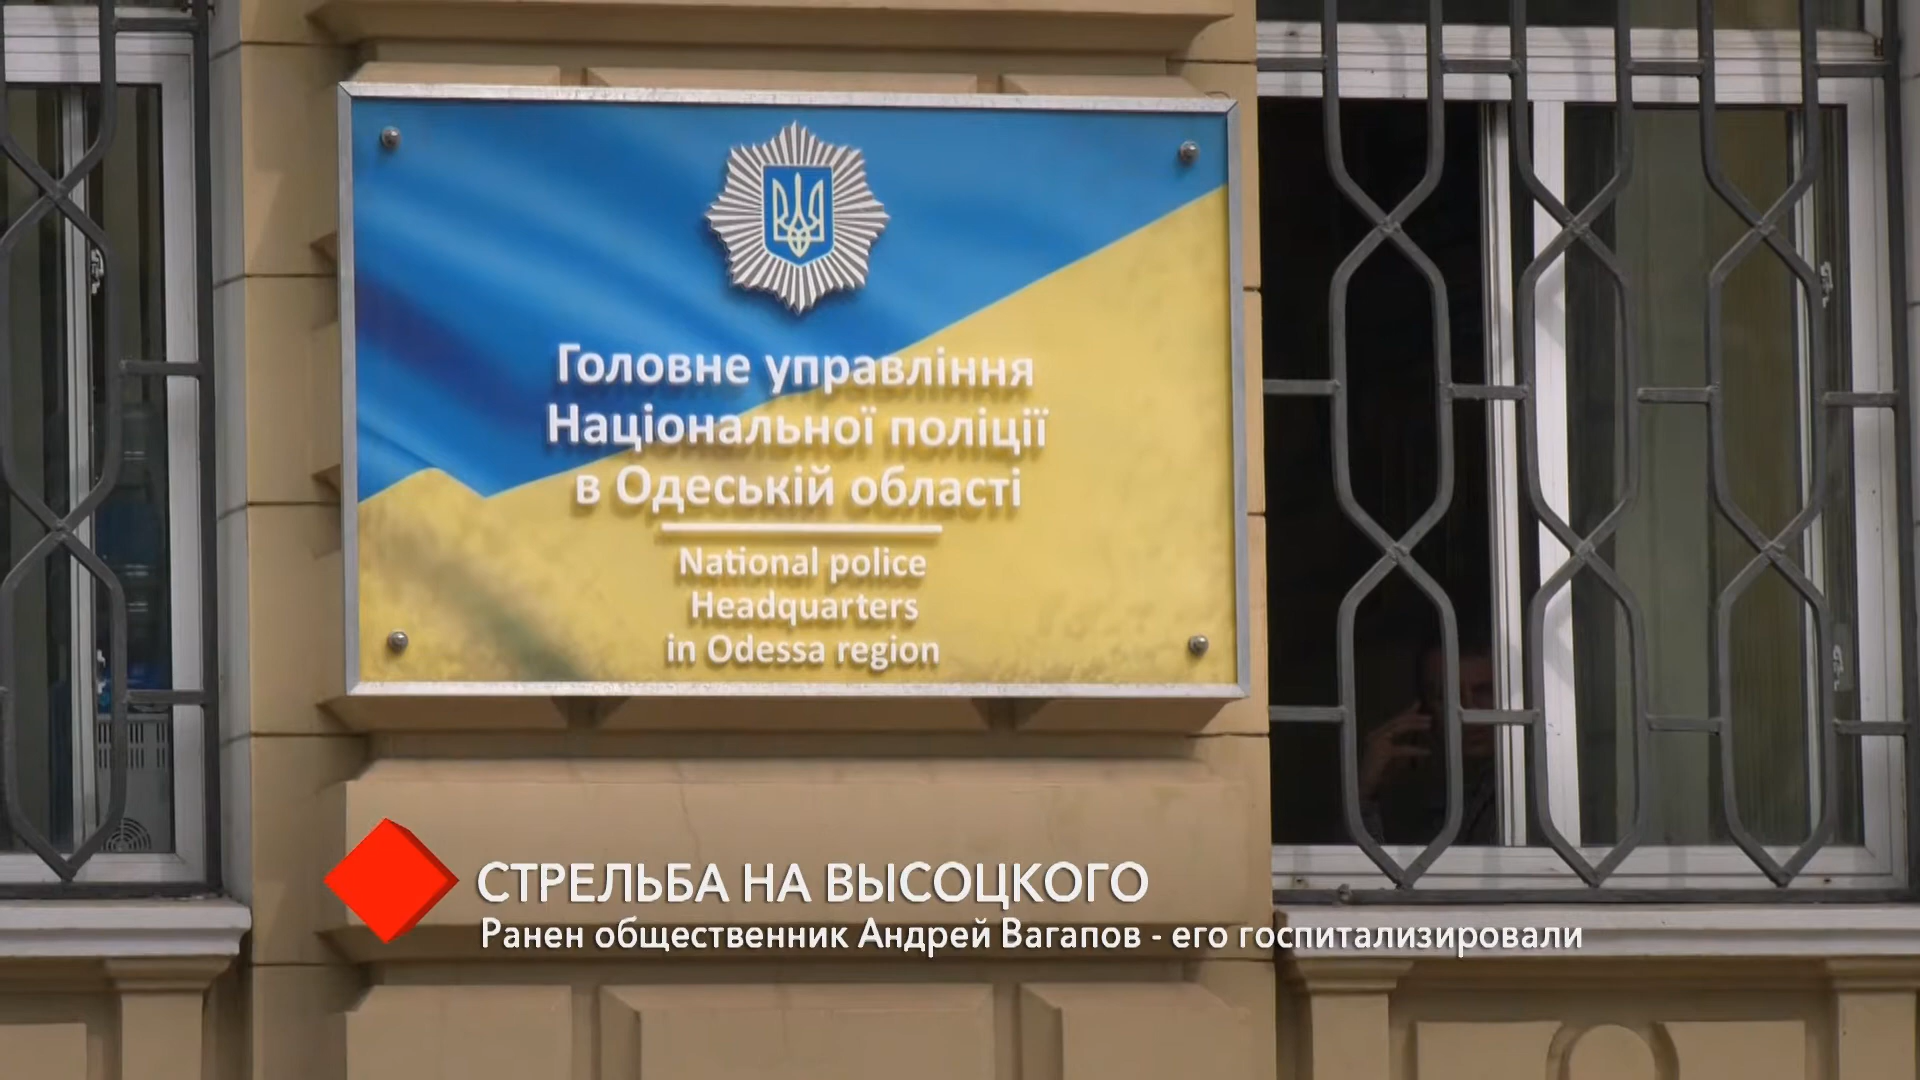 Головне управління
Національної поліції
в Одеській області
National police
Headquarters
in Odessa region
СТРЕЛЬБА НА ВЫСОЦКОГО
Ранен общественник Андрей Вагапов - его госпитализировали